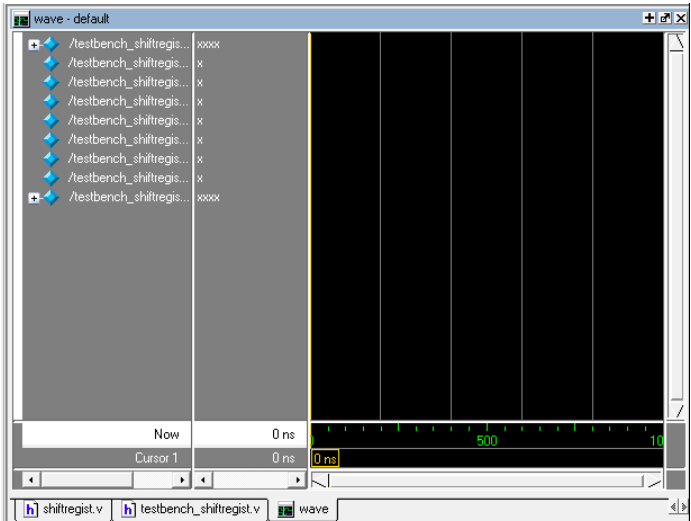 wave - default
/testbench_shiftregis... xxxx
/testbench_shiftregis... x
/testbench_shiftregis... x
/testbench_shiftregis... x
/testbench_shiftregis... x
/testbench_shiftregis... x
/testbench_shiftregis... x
/testbench_shiftregis... x
/testbench_shiftregis... xxxx
Now 0 ns 500 10
Cursor 1 0 ns 0 ns
h shiftregist.v h testbench_shiftregist.v wave